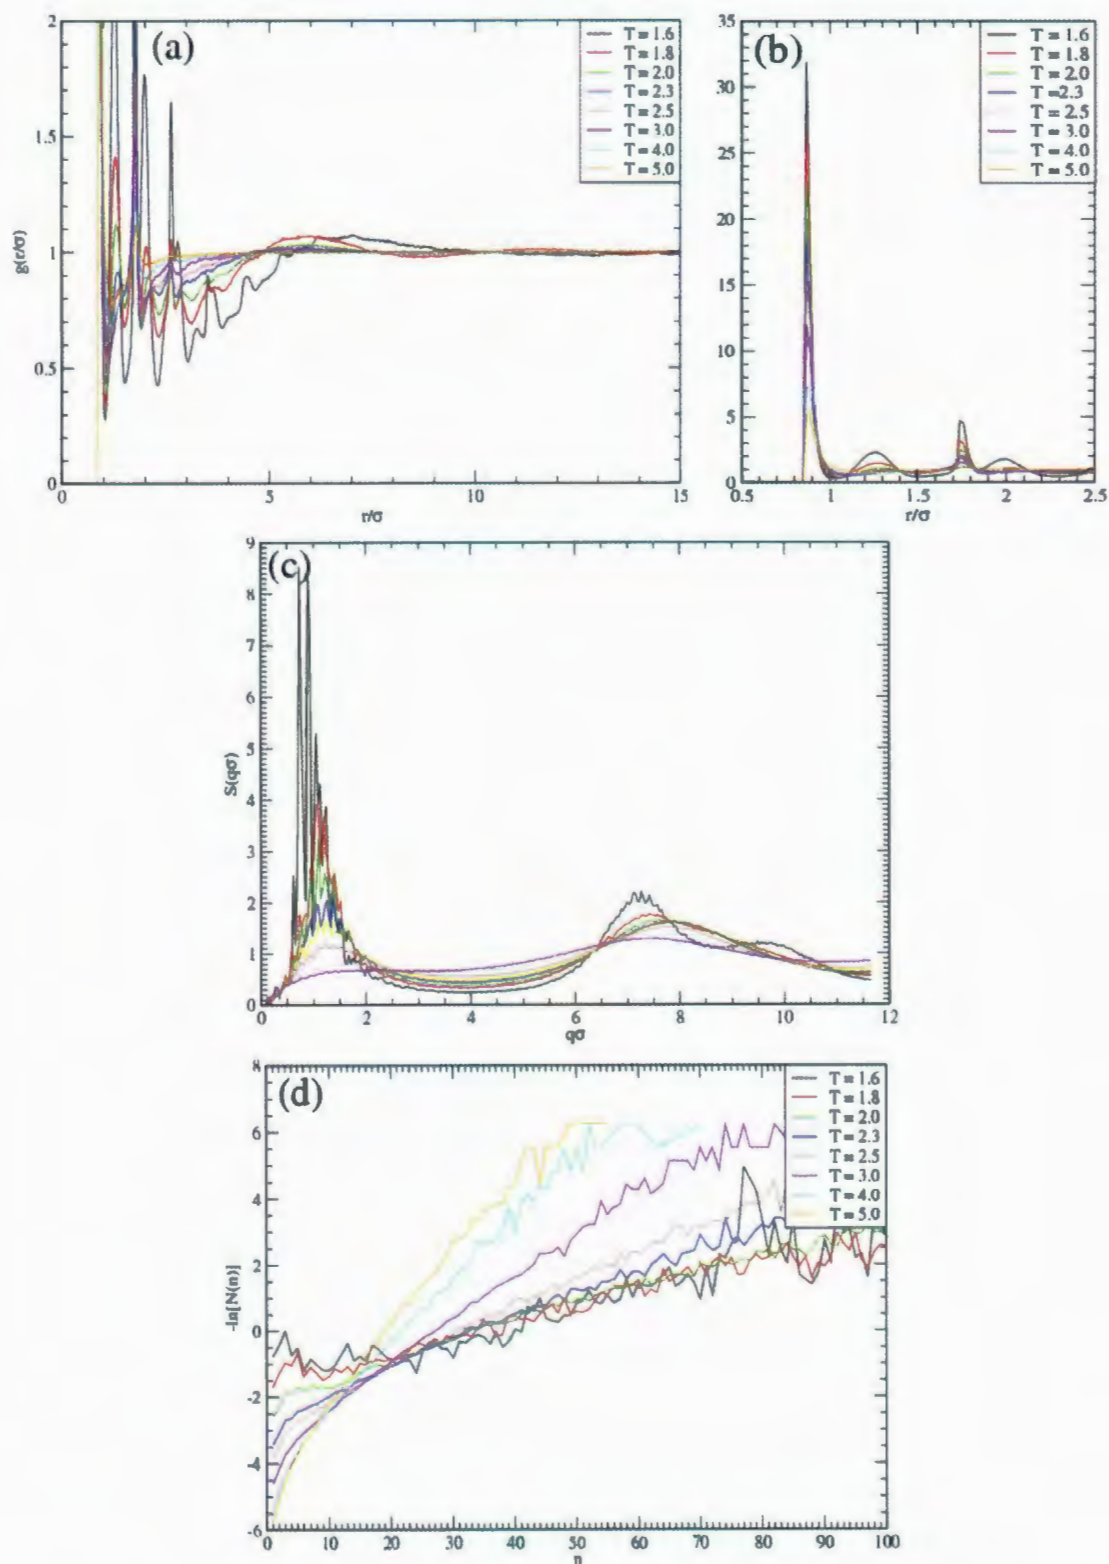 (a)
2
1.5
1
0.5
0
g(r/σ)
0
5
10
15
r/σ
T = 1.6
T = 1.8
T = 2.0
T = 2.3
T = 2.5
T = 3.0
T = 4.0
T = 5.0
(b)
35
30
25
20
15
10
5
0
0.5
1
1.5
2
2.5
r/σ
T = 1.6
T = 1.8
T = 2.0
T =2.3
T = 2.5
T = 3.0
T = 4.0
T = 5.0
(c)
9
8
7
6
5
4
3
2
1
0
S(qσ)
0
2
4
6
8
10
12
qσ
(d)
8
6
4
2
0
-2
-4
-6
-ln[N(n)]
0
10
20
30
40
50
60
70
80
90
100
n
T = 1.6
T = 1.8
T = 2.0
T = 2.3
T = 2.5
T = 3.0
T = 4.0
T = 5.0